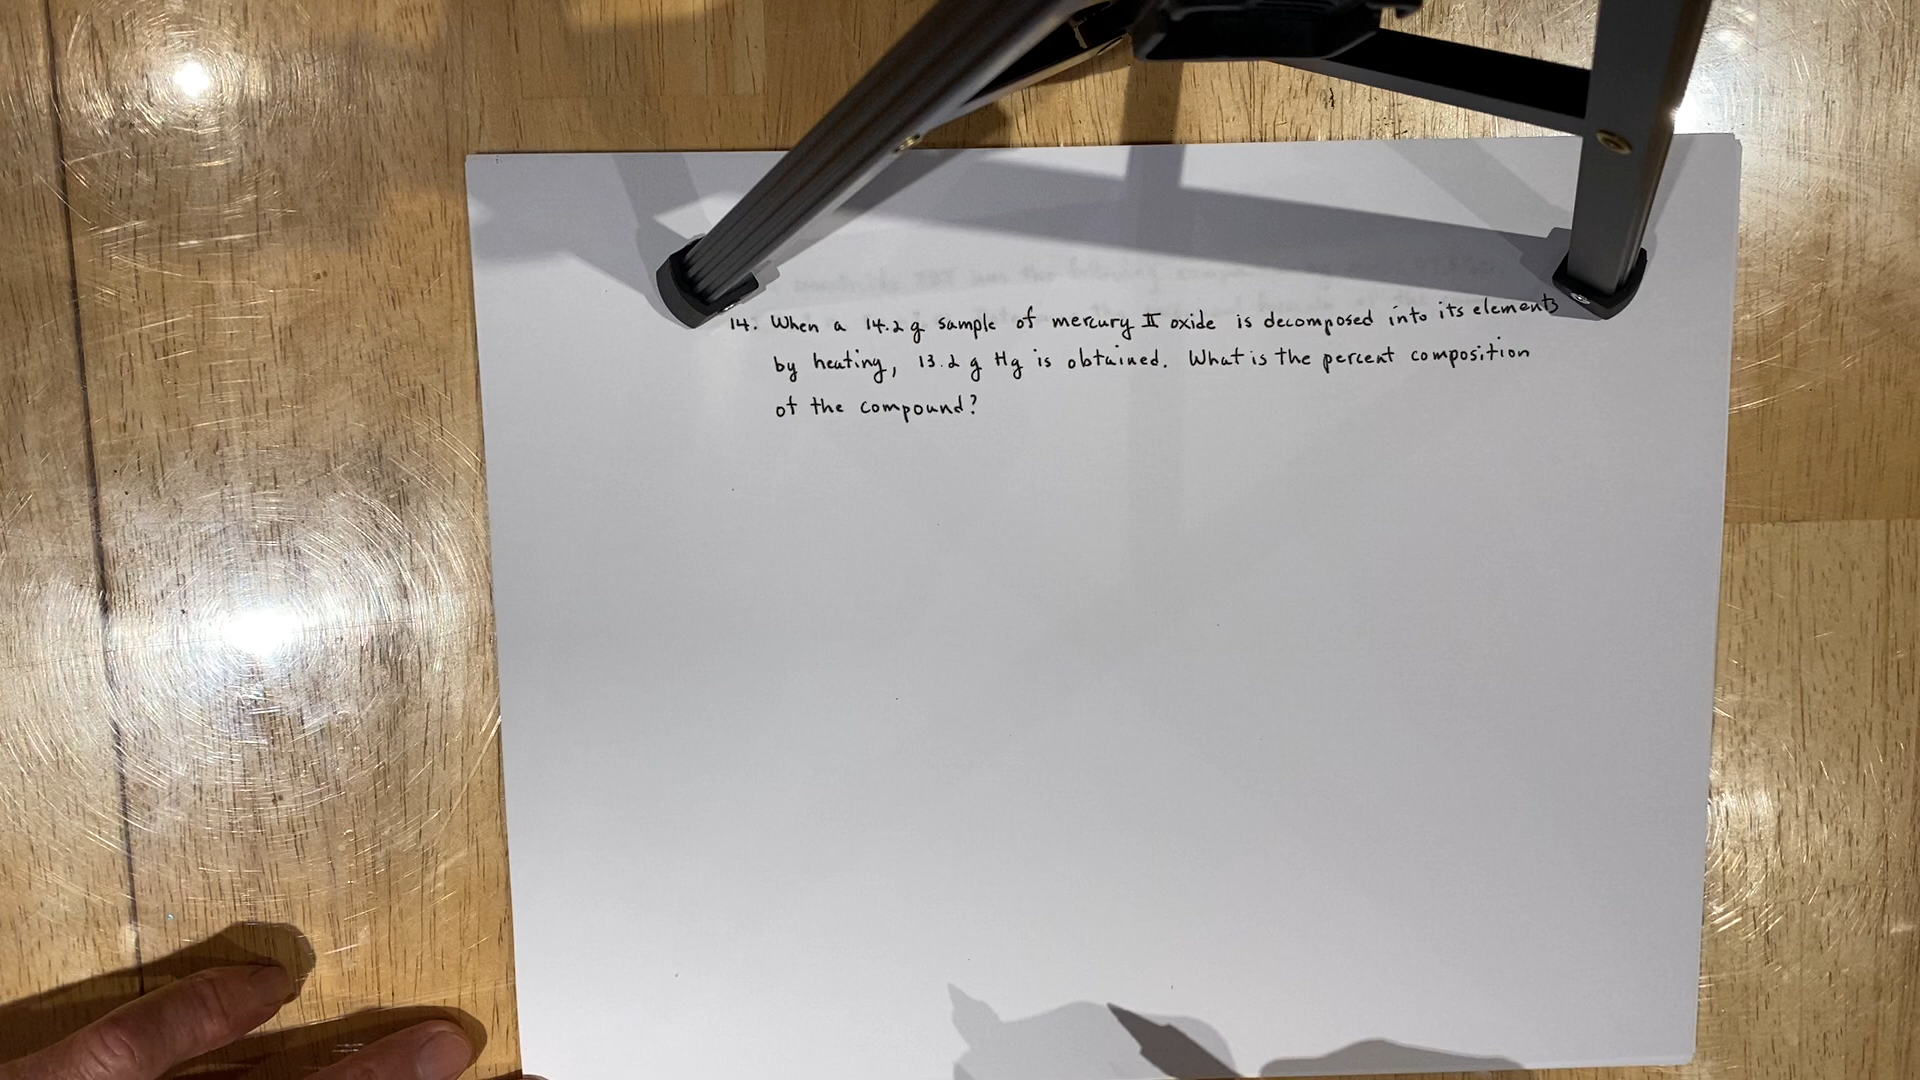 14. When a 14.2 g sample of mercury II oxide is decomposed into its elements
by heating, 13.2 g Hg is obtained. What is the percent composition
of the compound?